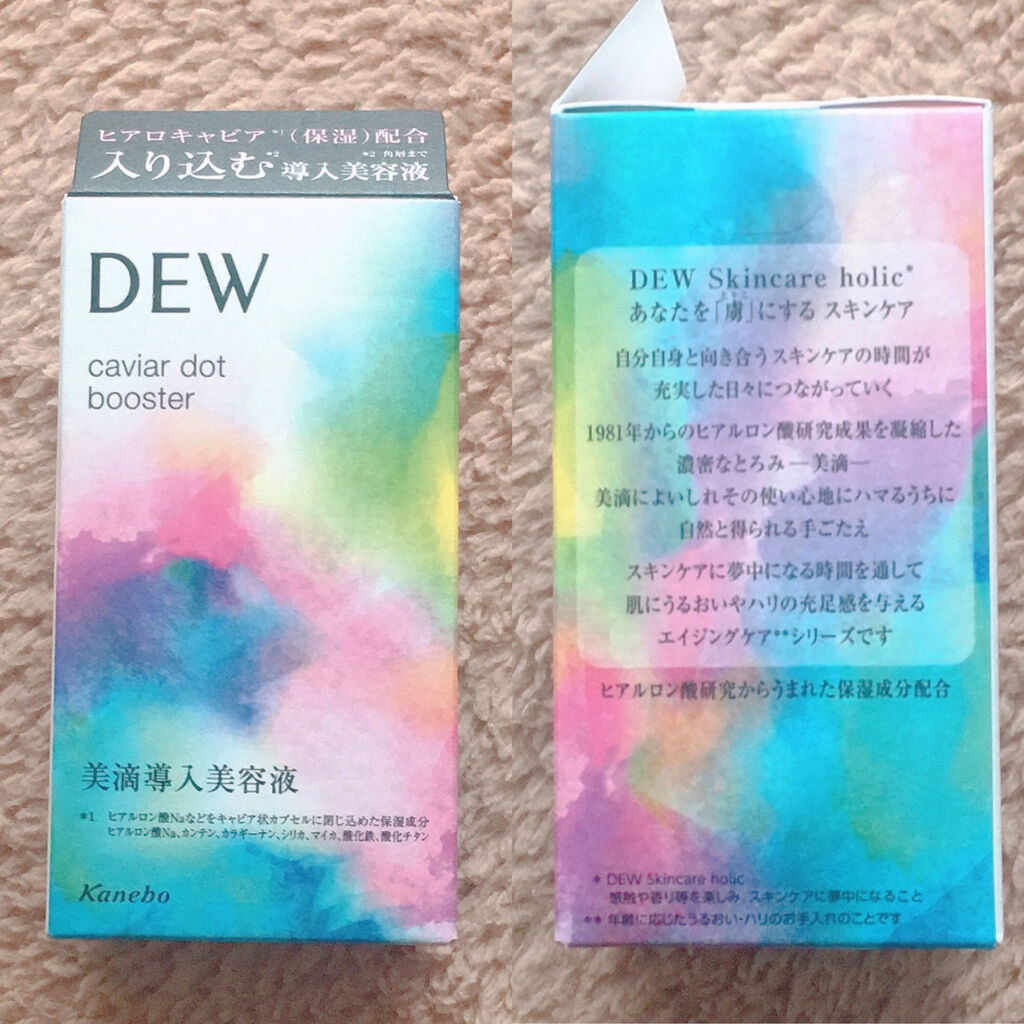 ヒアロキャビア*1(保湿)配合
入り込む*2 導入美容液
*2 角層まで
DEW
caviar dot
booster
美滴導入美容液
*1 ヒアルロン酸Naなどをキャビア状カプセルに閉じ込めた保湿成分
ヒアルロン酸Na、カンテン、カラギーナン、シリカ、マイカ、酸化鉄、酸化チタン
Kanebo
DEW Skincare holic*
とりこ
あなたを「虜」にする スキンケア
自分自身と向き合うスキンケアの時間が
充実した日々につながっていく
1981年からのヒアルロン酸研究成果を凝縮した
濃密なとろみ ―美滴―
美滴によいしれその使い心地にハマるうちに
自然と得られる手ごたえ
スキンケアに夢中になる時間を通して
肌にうるおいやハリの充足感を与える
エイジングケア**シリーズです
ヒアルロン酸研究からうまれた保湿成分配合
* DEW Skincare holic
感触や香り等を楽しみ、スキンケアに夢中になること
** 年齢に応じたうるおい・ハリのお手入れのことです